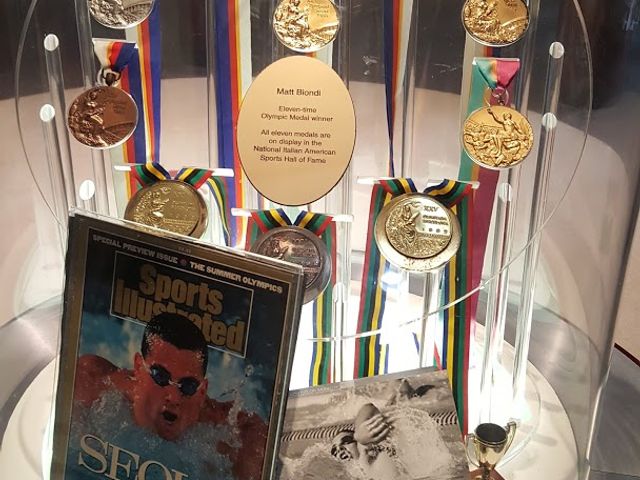 Matt Biondi
Eleven-time
Olympic Medal winner
All eleven medals are
on display in the
National Italian American
Sports Hall of Fame
XXV
SPECIAL PREVIEW ISSUE • THE SUMMER OLYMPICS
Sports
Illustrated
SEOU